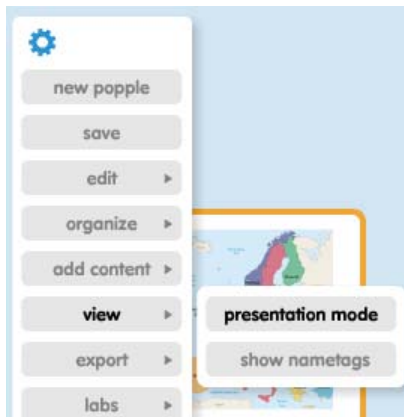 new popple
save
edit
organize
add content
view
presentation mode
export
show nametags
labs